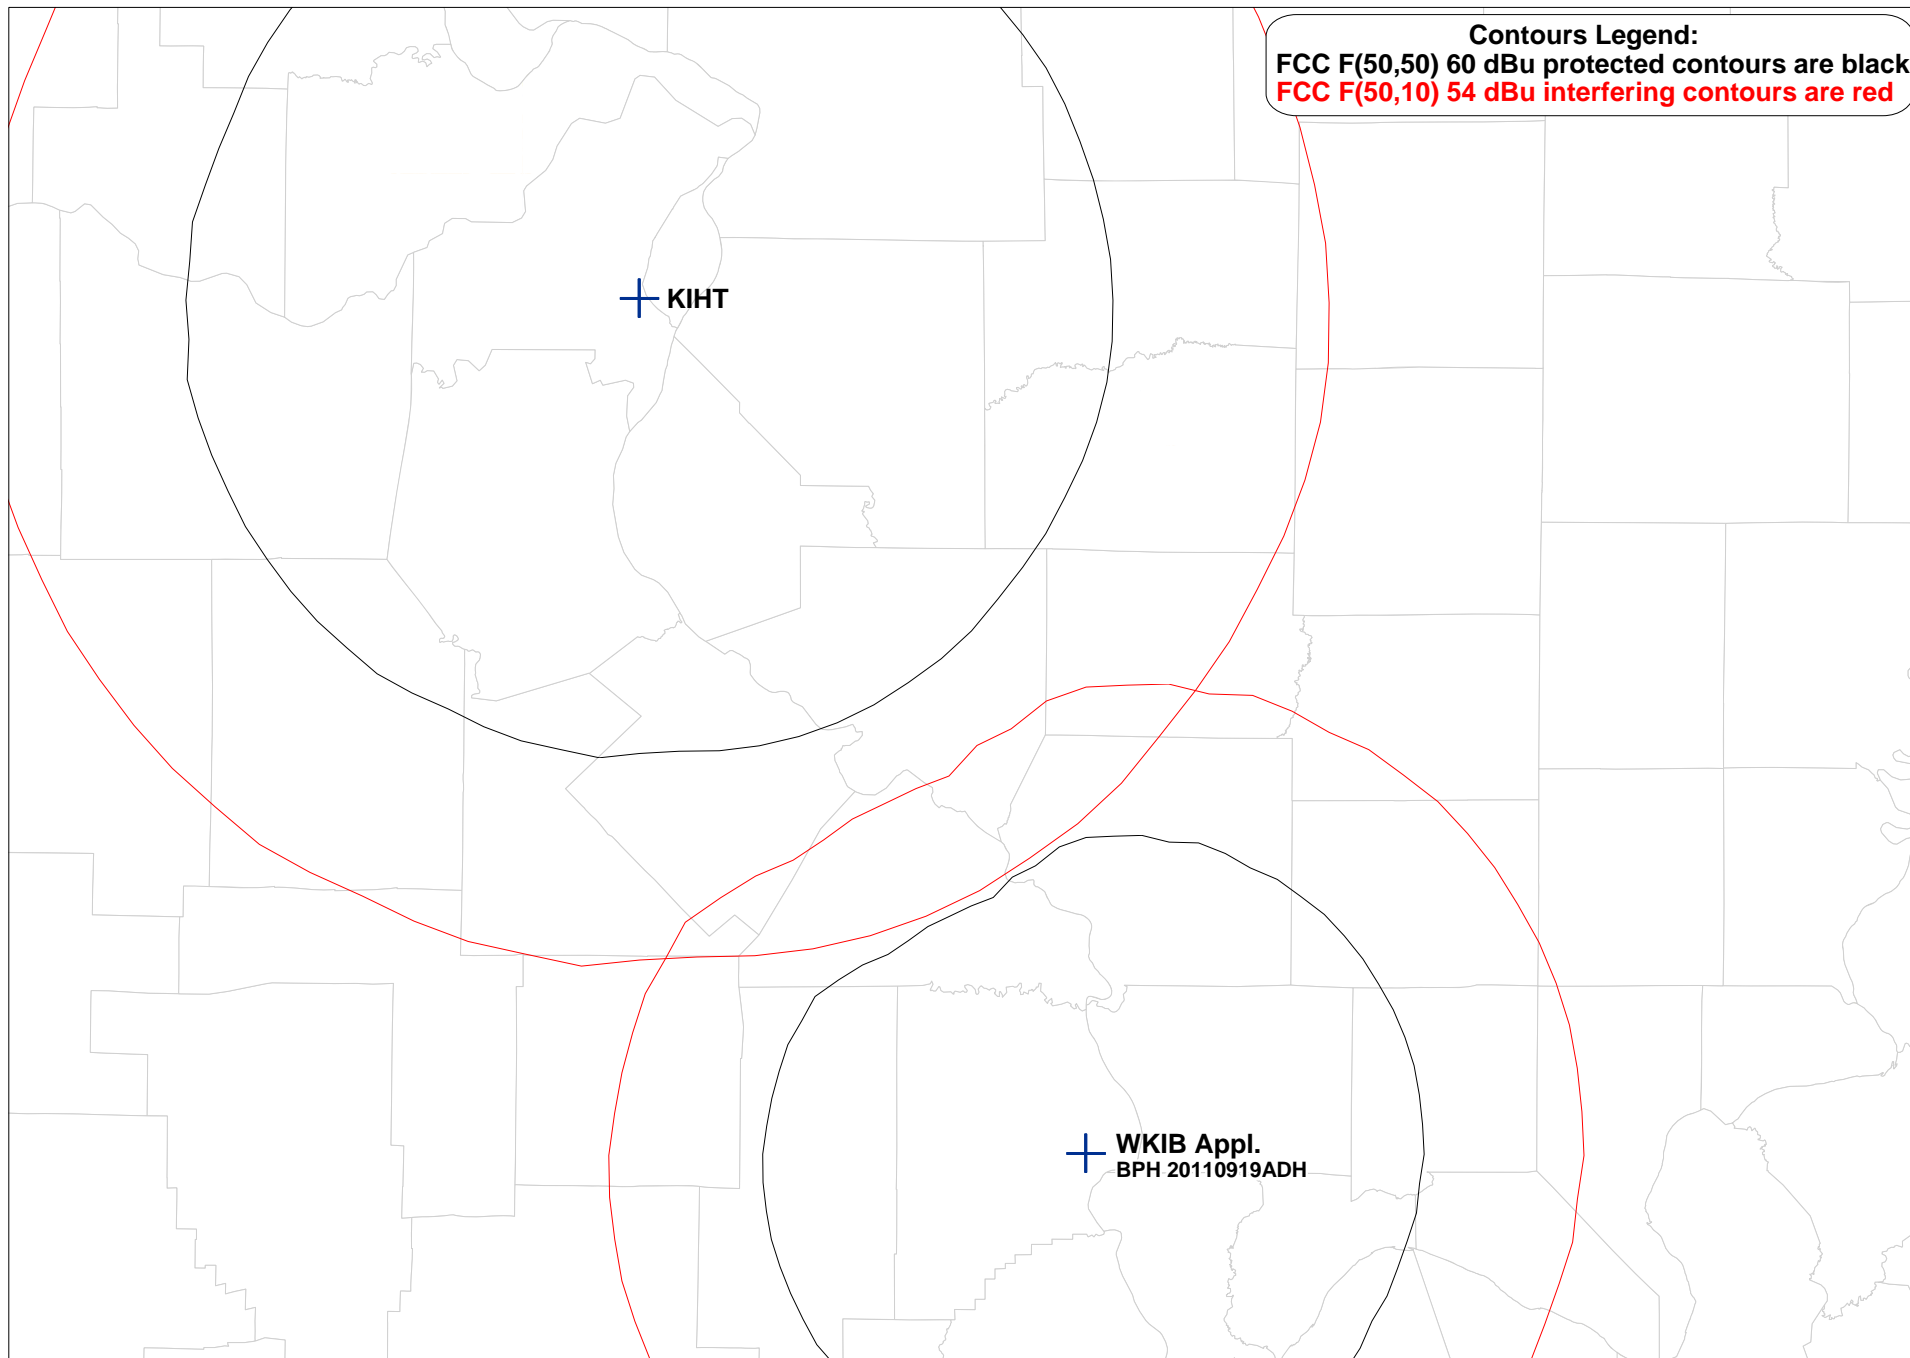 Contours Legend:
FCC F(50,50) 60 dBu protected contours are black
FCC F(50,10) 54 dBu interfering contours are red
KIHT
WKIB Appl.
BPH 20110919ADH